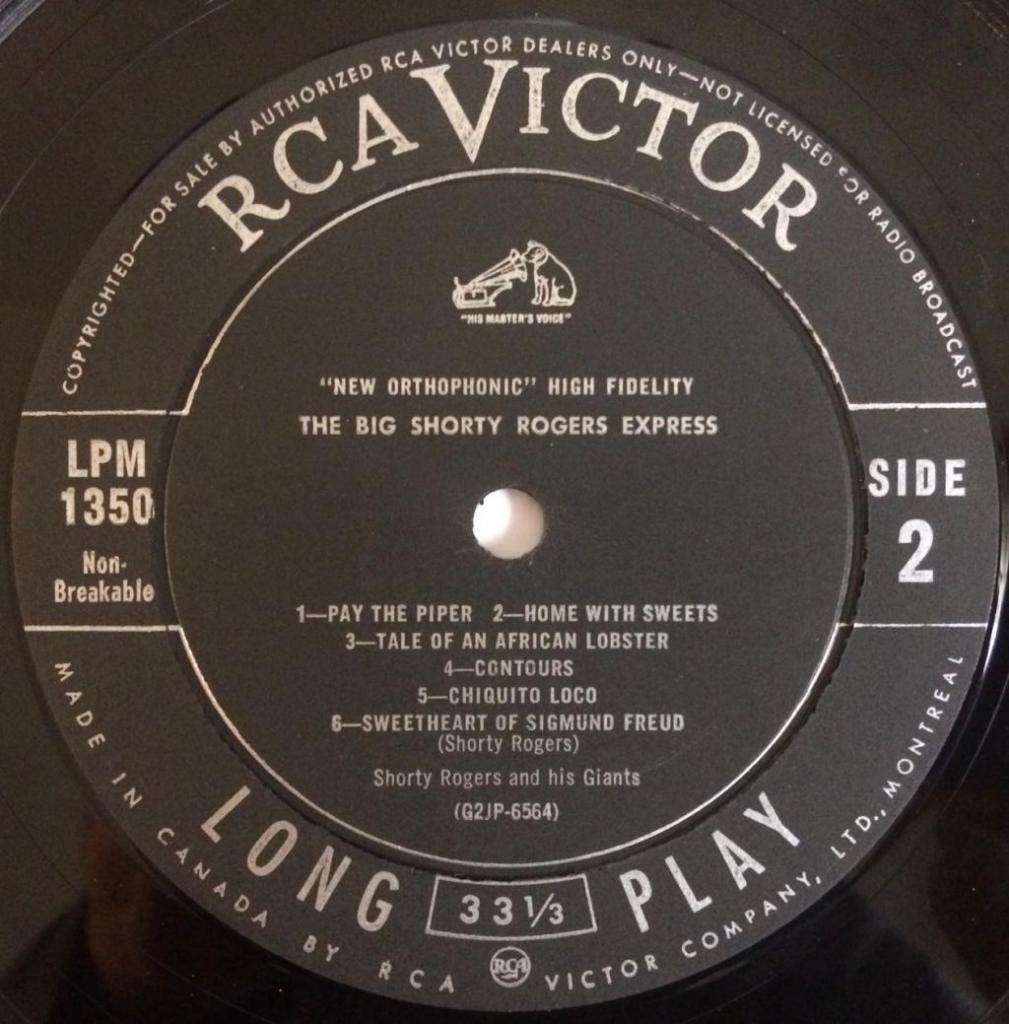 COPYRIGHTED—FOR SALE BY AUTHORIZED RCA VICTOR DEALERS ONLY—NOT LICENSED FOR RADIO BROADCAST
RCA VICTOR
"HIS MASTER'S VOICE"
"NEW ORTHOPHONIC" HIGH FIDELITY
THE BIG SHORTY ROGERS EXPRESS
LPM
1350
Non-
Breakable
SIDE
2
1—PAY THE PIPER 2—HOME WITH SWEETS
3—TALE OF AN AFRICAN LOBSTER
4—CONTOURS
5—CHIQUITO LOCO
6—SWEETHEART OF SIGMUND FREUD
(Shorty Rogers)
Shorty Rogers and his Giants
(G2JP-6564)
LONG PLAY
33 1/3
MADE IN CANADA BY RCA VICTOR COMPANY, LTD., MONTREAL
RCA